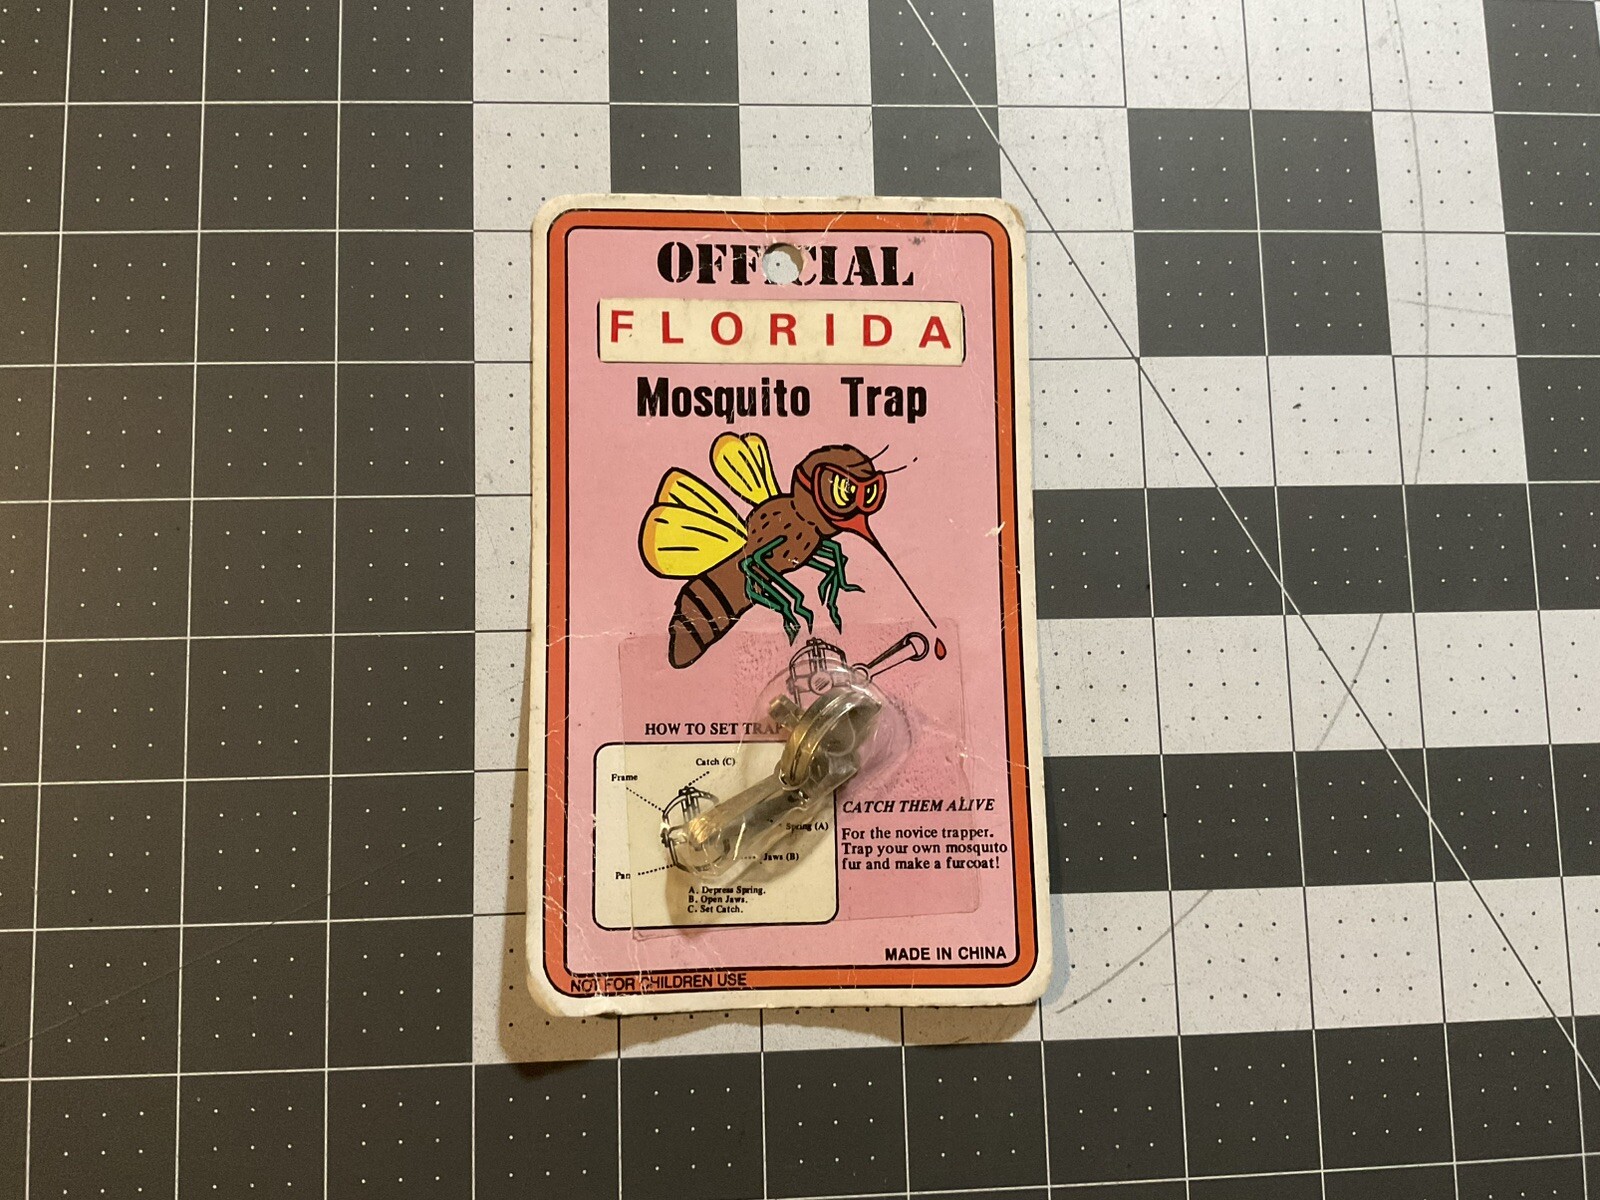 OFFICIAL
FLORIDA
Mosquito Trap
HOW TO SET TRAP
Catch (C)
Frame
Spring (A)
Jaws (B)
Pan
A. Depress Spring.
B. Open Jaws.
C. Set Catch.
CATCH THEM ALIVE
For the novice trapper.
Trap your own mosquito
fur and make a furcoat!
MADE IN CHINA
NOT FOR CHILDREN USE